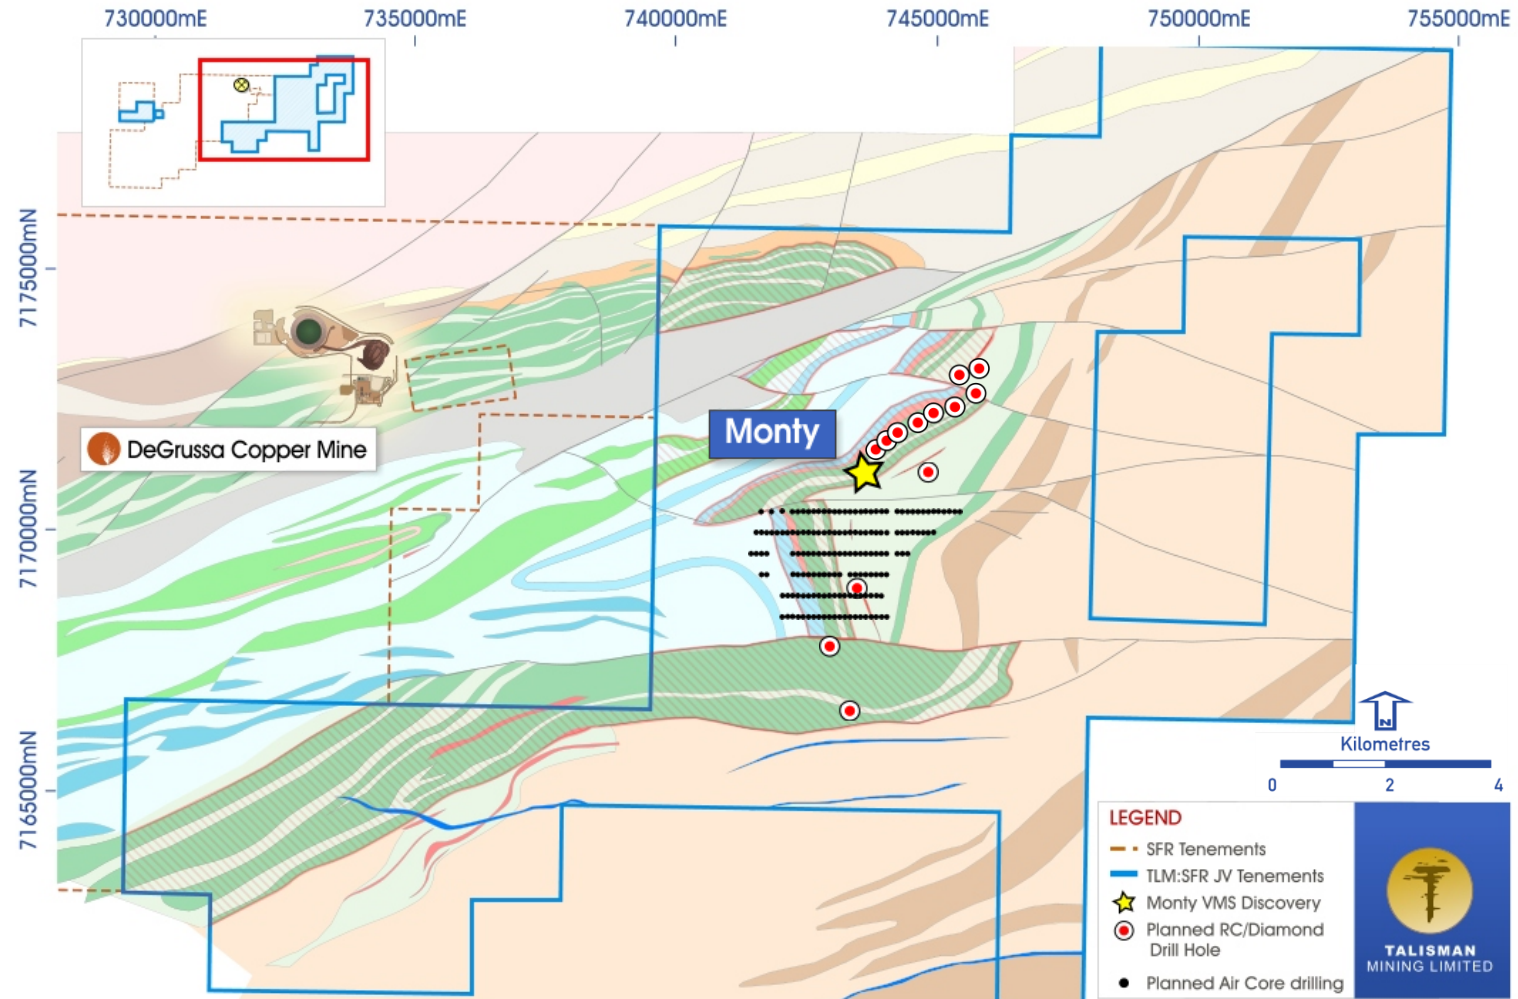 730000mE 735000mE 740000mE 745000mE 750000mE 755000mE
7175000mN
7170000mN
7165000mN
DeGrussa Copper Mine
Monty
N
Kilometres
0 2 4
LEGEND
SFR Tenements
TLM:SFR JV Tenements
Monty VMS Discovery
Planned RC/Diamond
Drill Hole
Planned Air Core drilling
TALISMAN
MINING LIMITED